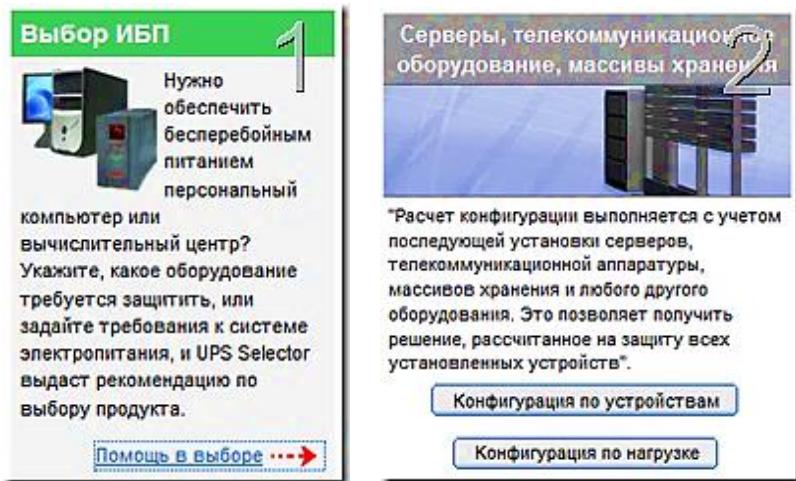 Выбор ИБП
1
Нужно
обеспечить
бесперебойным
питанием
персональный
компьютер или
вычислительный центр?
Укажите, какое оборудование
требуется защитить, или
задайте требования к системе
электропитания, и UPS Selector
выдаст рекомендацию по
выбору продукта.
Помощь в выборе
2
Серверы, телекоммуникационное
оборудование, массивы хранения
"Расчет конфигурации выполняется с учетом
последующей установки серверов,
телекоммуникационной аппаратуры,
массивов хранения и любого другого
оборудования. Это позволяет получить
решение, рассчитанное на защиту всех
установленных устройств".
Конфигурация по устройствам
Конфигурация по нагрузке